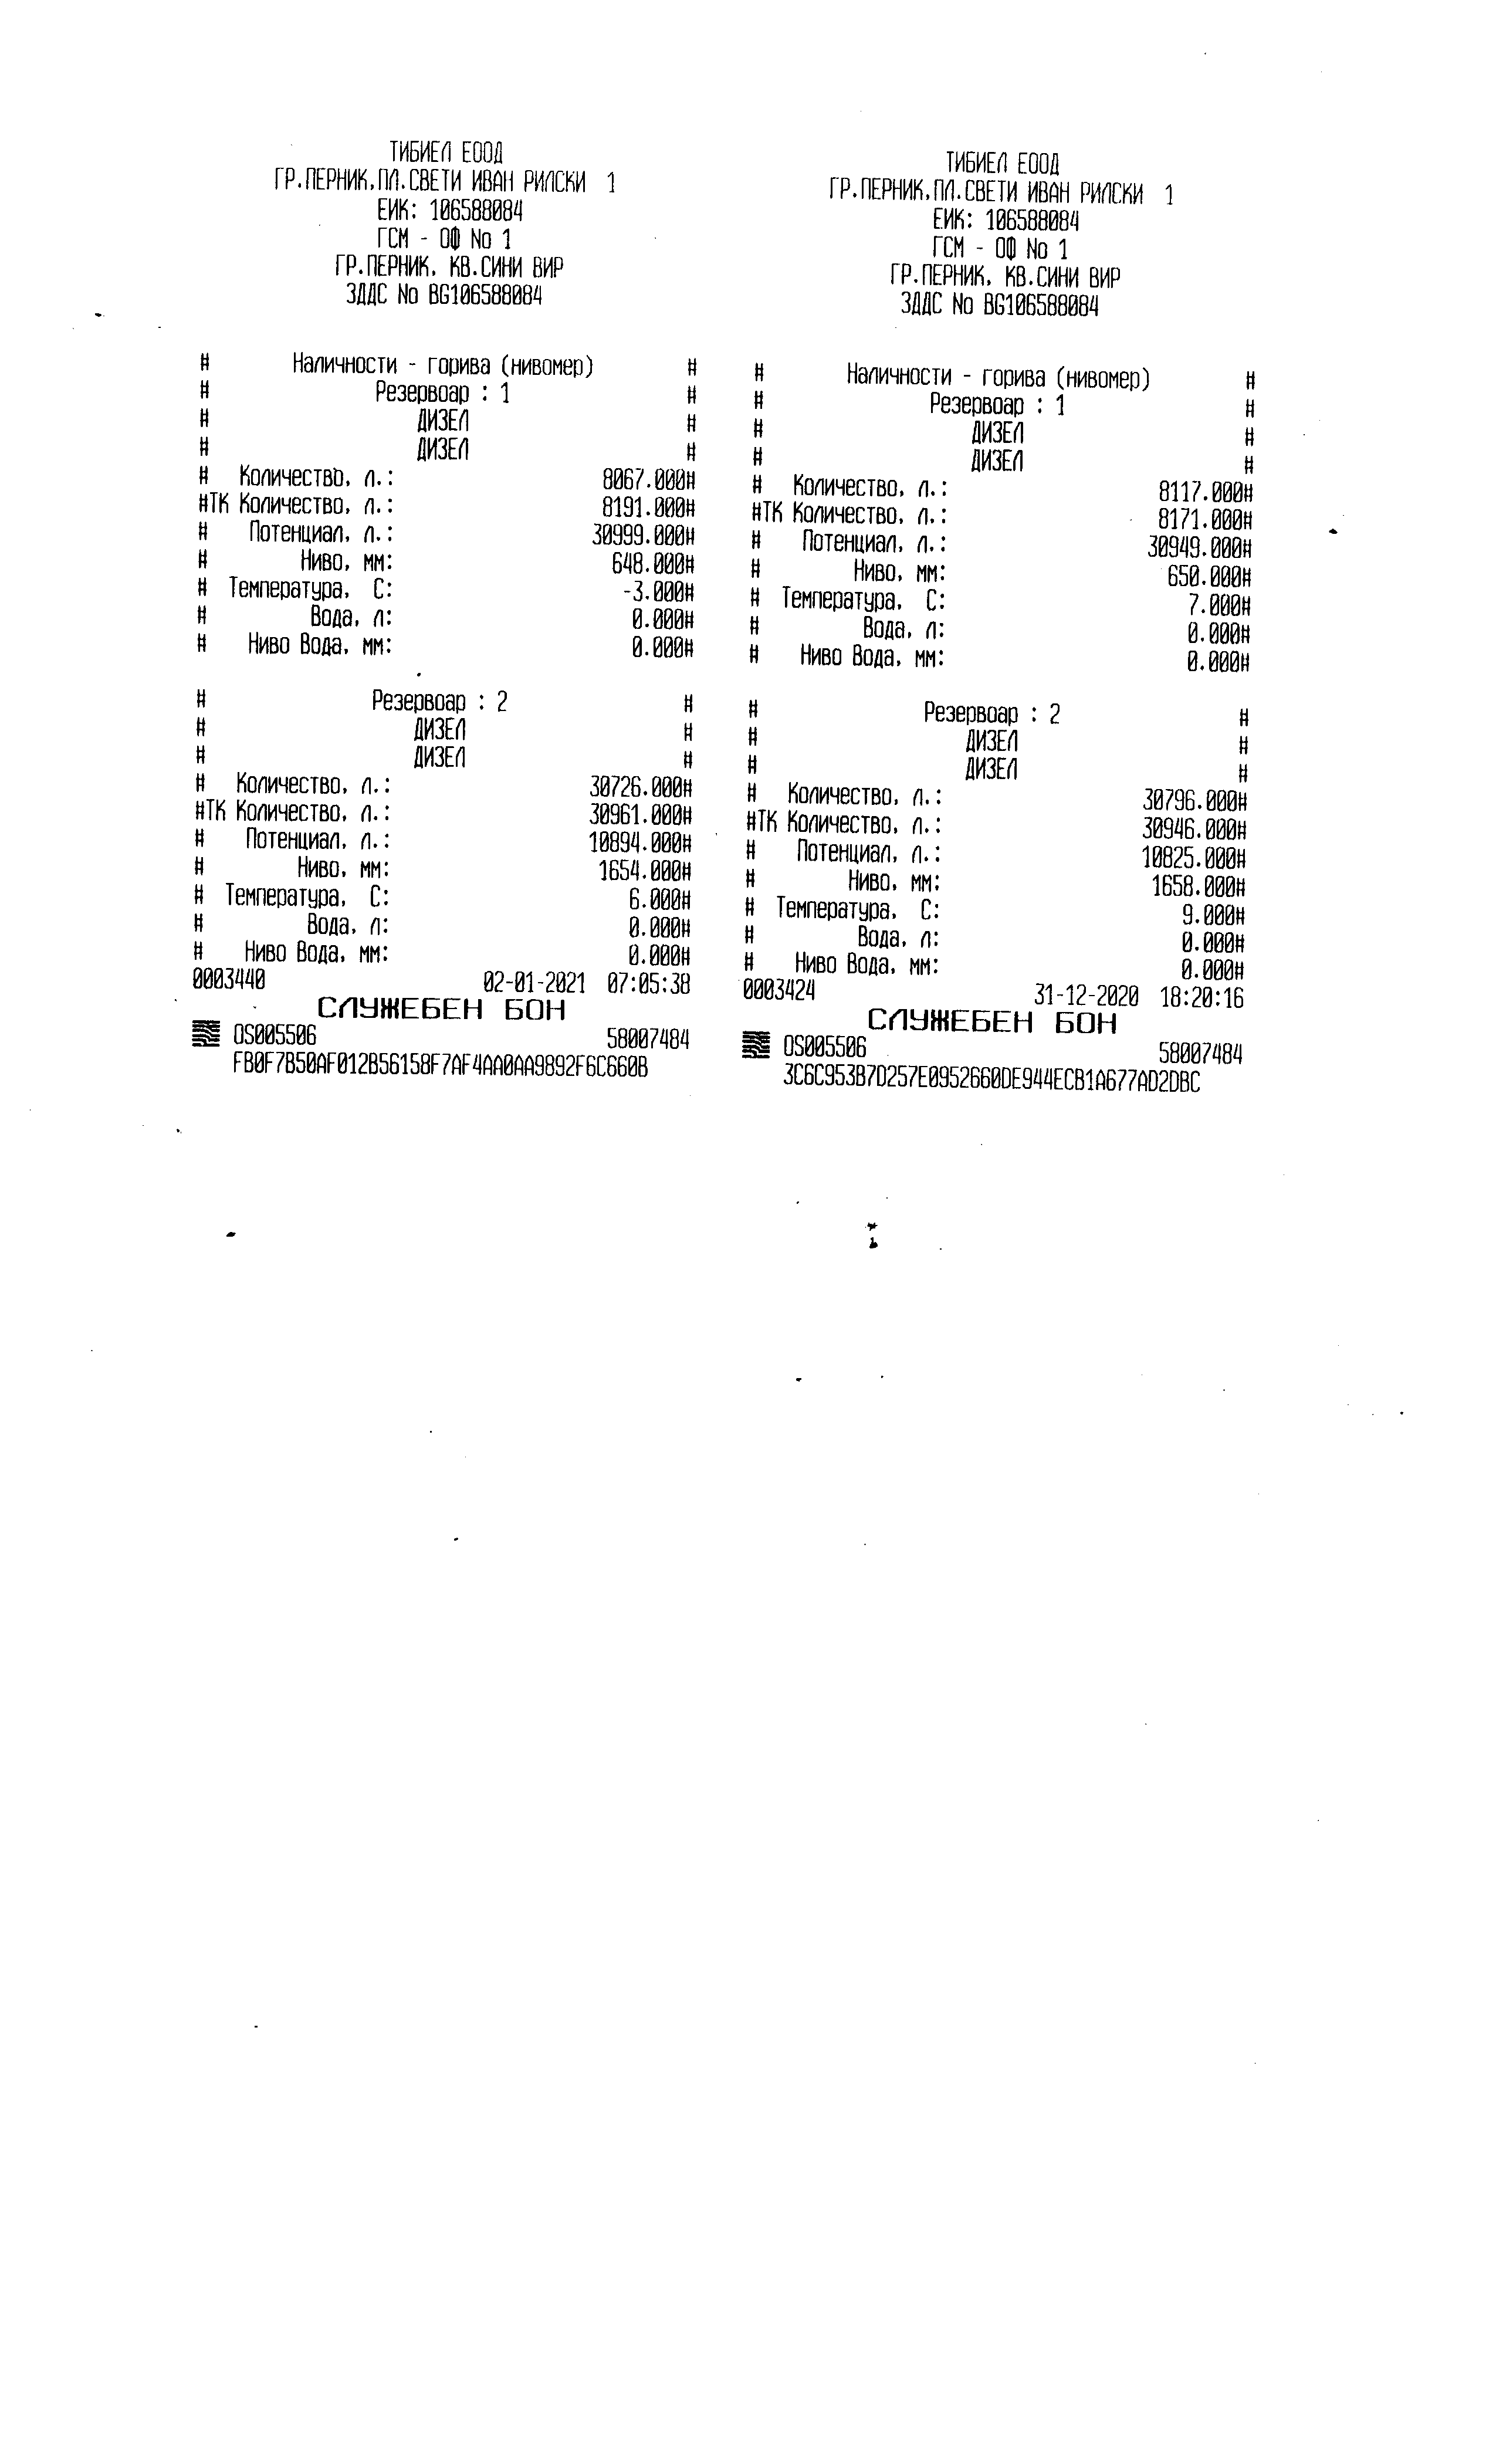 ТИБИЕЛ ЕООД
ГР.ПЕРНИК,ПЛ.СВЕТИ ИВАН РИЛСКИ 1
ЕИК: 106588084
ГСМ - ОФ No 1
ГР.ПЕРНИК, КВ.СИНИ ВИР
ЗДДС No BG106588084
# Наличности - горива (нивомер) #
# Резервоар : 1 #
# ДИЗЕЛ #
# ДИЗЕЛ #
# Количество, л.: 8067.000#
#ТК Количество, л.: 8191.000#
# Потенциал, л.: 30999.000#
# Ниво, мм: 648.000#
# Температура, С: -3.000#
# Вода, л: 0.000#
# Ниво Вода, мм: 0.000#
# Резервоар : 2 #
# ДИЗЕЛ #
# ДИЗЕЛ #
# Количество, л.: 30726.000#
#ТК Количество, л.: 30961.000#
# Потенциал, л.: 10894.000#
# Ниво, мм: 1654.000#
# Температура, С: 6.000#
# Вода, л: 0.000#
# Ниво Вода, мм: 0.000#
0003440 02-01-2021 07:05:38
СЛУЖЕБЕН БОН
OS005506 58007484
FB0F7B50AF012B56158F7AF4AA0AA9892F6C660B
ТИБИЕЛ ЕООД
ГР.ПЕРНИК,ПЛ.СВЕТИ ИВАН РИЛСКИ 1
ЕИК: 106588084
ГСМ - ОФ No 1
ГР.ПЕРНИК, КВ.СИНИ ВИР
ЗДДС No BG106588084
# Наличности - горива (нивомер) #
# Резервоар : 1 #
# ДИЗЕЛ #
# ДИЗЕЛ #
# Количество, л.: 8117.000#
#ТК Количество, л.: 8171.000#
# Потенциал, л.: 30949.000#
# Ниво, мм: 650.000#
# Температура, С: 7.000#
# Вода, л: 0.000#
# Ниво Вода, мм: 0.000#
# Резервоар : 2 #
# ДИЗЕЛ #
# ДИЗЕЛ #
# Количество, л.: 30796.000#
#ТК Количество, л.: 30946.000#
# Потенциал, л.: 10825.000#
# Ниво, мм: 1658.000#
# Температура, С: 9.000#
# Вода, л: 0.000#
# Ниво Вода, мм: 0.000#
0003424 31-12-2020 18:20:16
СЛУЖЕБЕН БОН
OS005506 58007484
3C6C953B7D257E0952660DE944ECB1A677AD2DBC